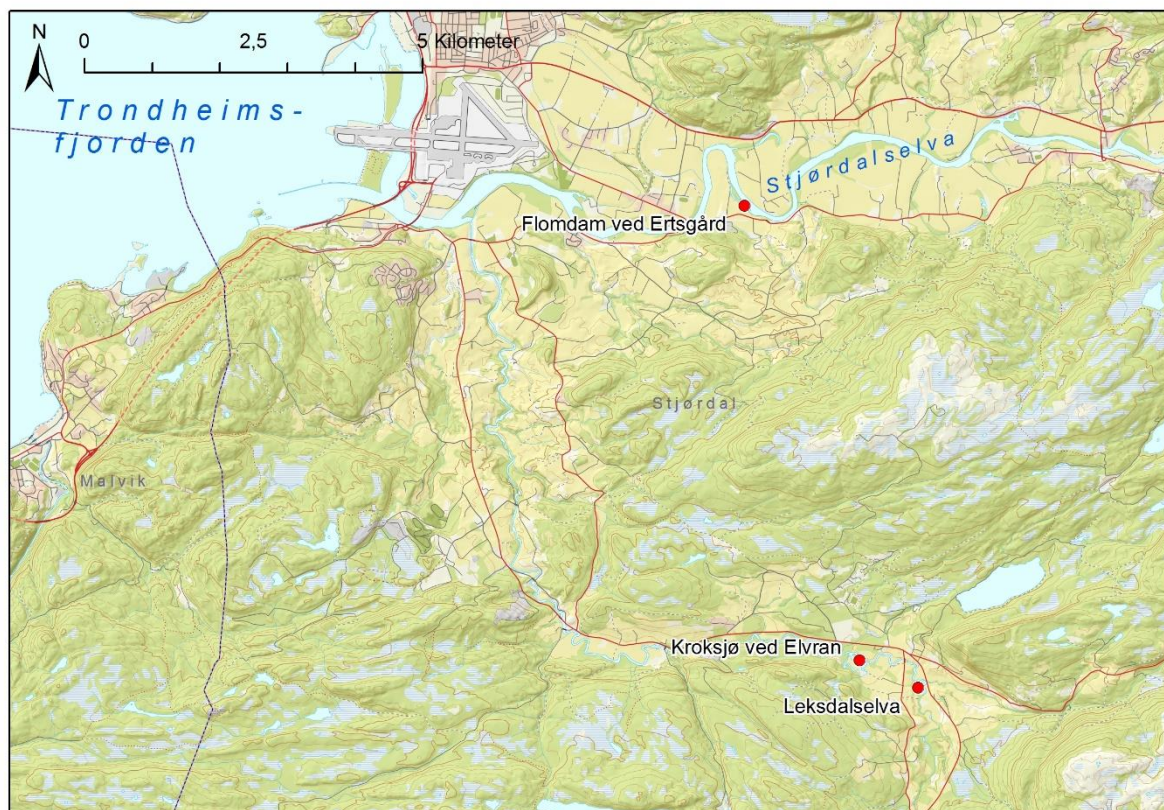 N
0 2,5 5 Kilometer
Trondheims-
fjorden
Stjørdalselva
Flomdam ved Ertsgård
Stjørdal
Malvik
Kroksjø ved Elvran
Leksdalselva